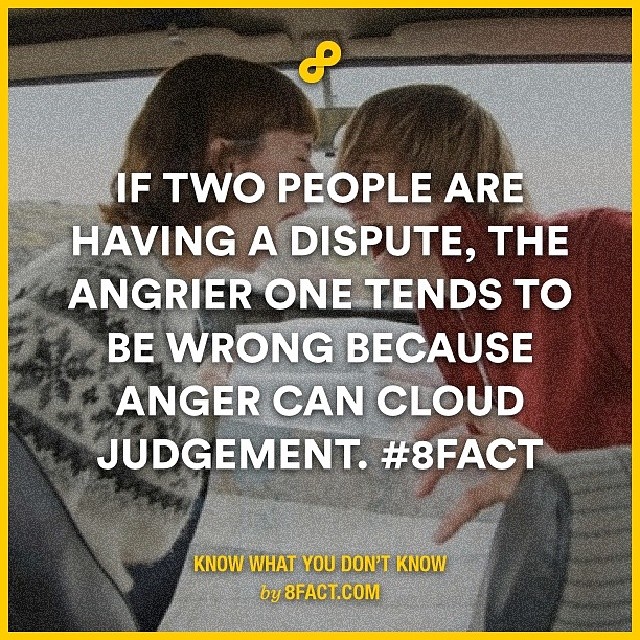 IF TWO PEOPLE ARE
HAVING A DISPUTE, THE
ANGRIER ONE TENDS TO
BE WRONG BECAUSE
ANGER CAN CLOUD
JUDGEMENT. #8FACT
KNOW WHAT YOU DON'T KNOW
by 8FACT.COM